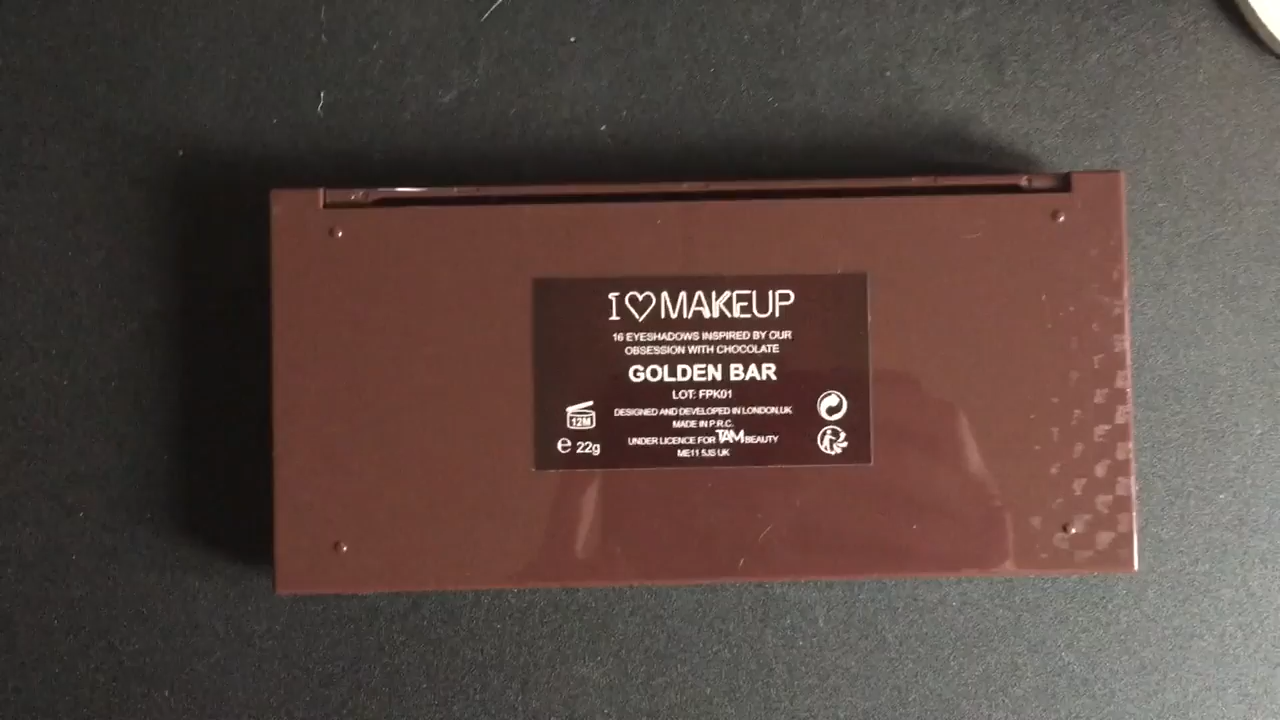 I♡MAKEUP
16 EYESHADOWS INSPIRED BY OUR
OBSESSION WITH CHOCOLATE
GOLDEN BAR
LOT: FPK01
DESIGNED AND DEVELOPED IN LONDON,UK
MADE IN P.R.C.
UNDER LICENCE FOR TAM BEAUTY
ME11 5JS UK
12M
℮ 22g